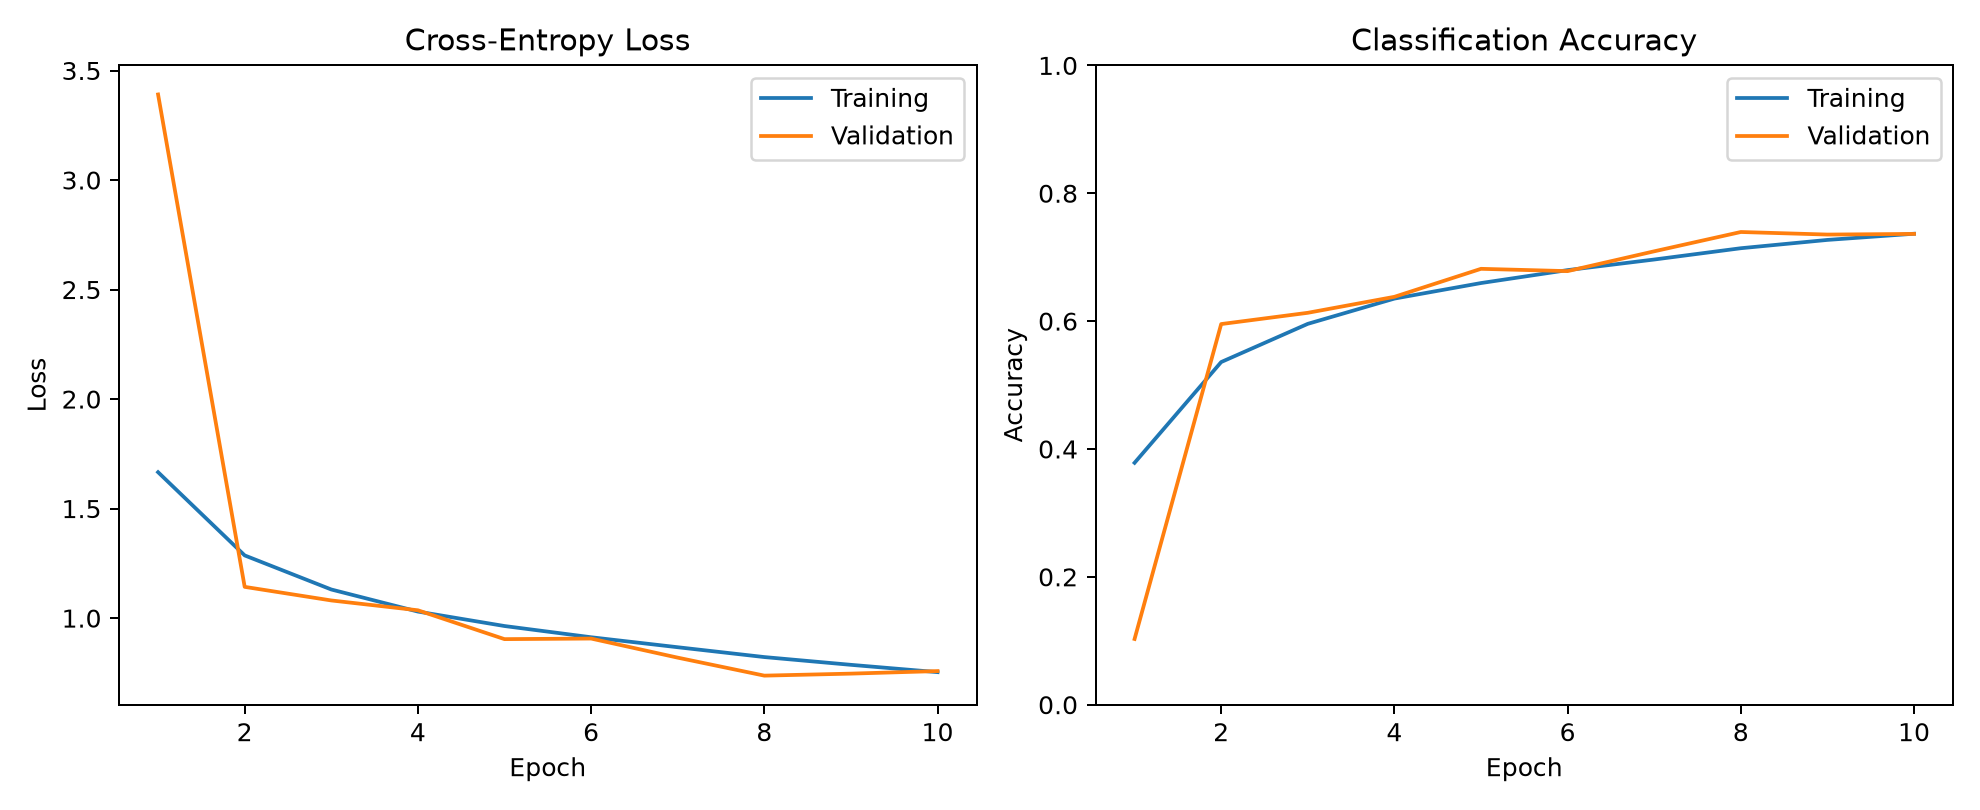 Cross-Entropy Loss
3.5
3.0
2.5
2.0
1.5
1.0
Loss
2 4 6 8 10
Epoch
Training
Validation
Classification Accuracy
1.0
0.8
0.6
0.4
0.2
0.0
Accuracy
2 4 6 8 10
Epoch
Training
Validation